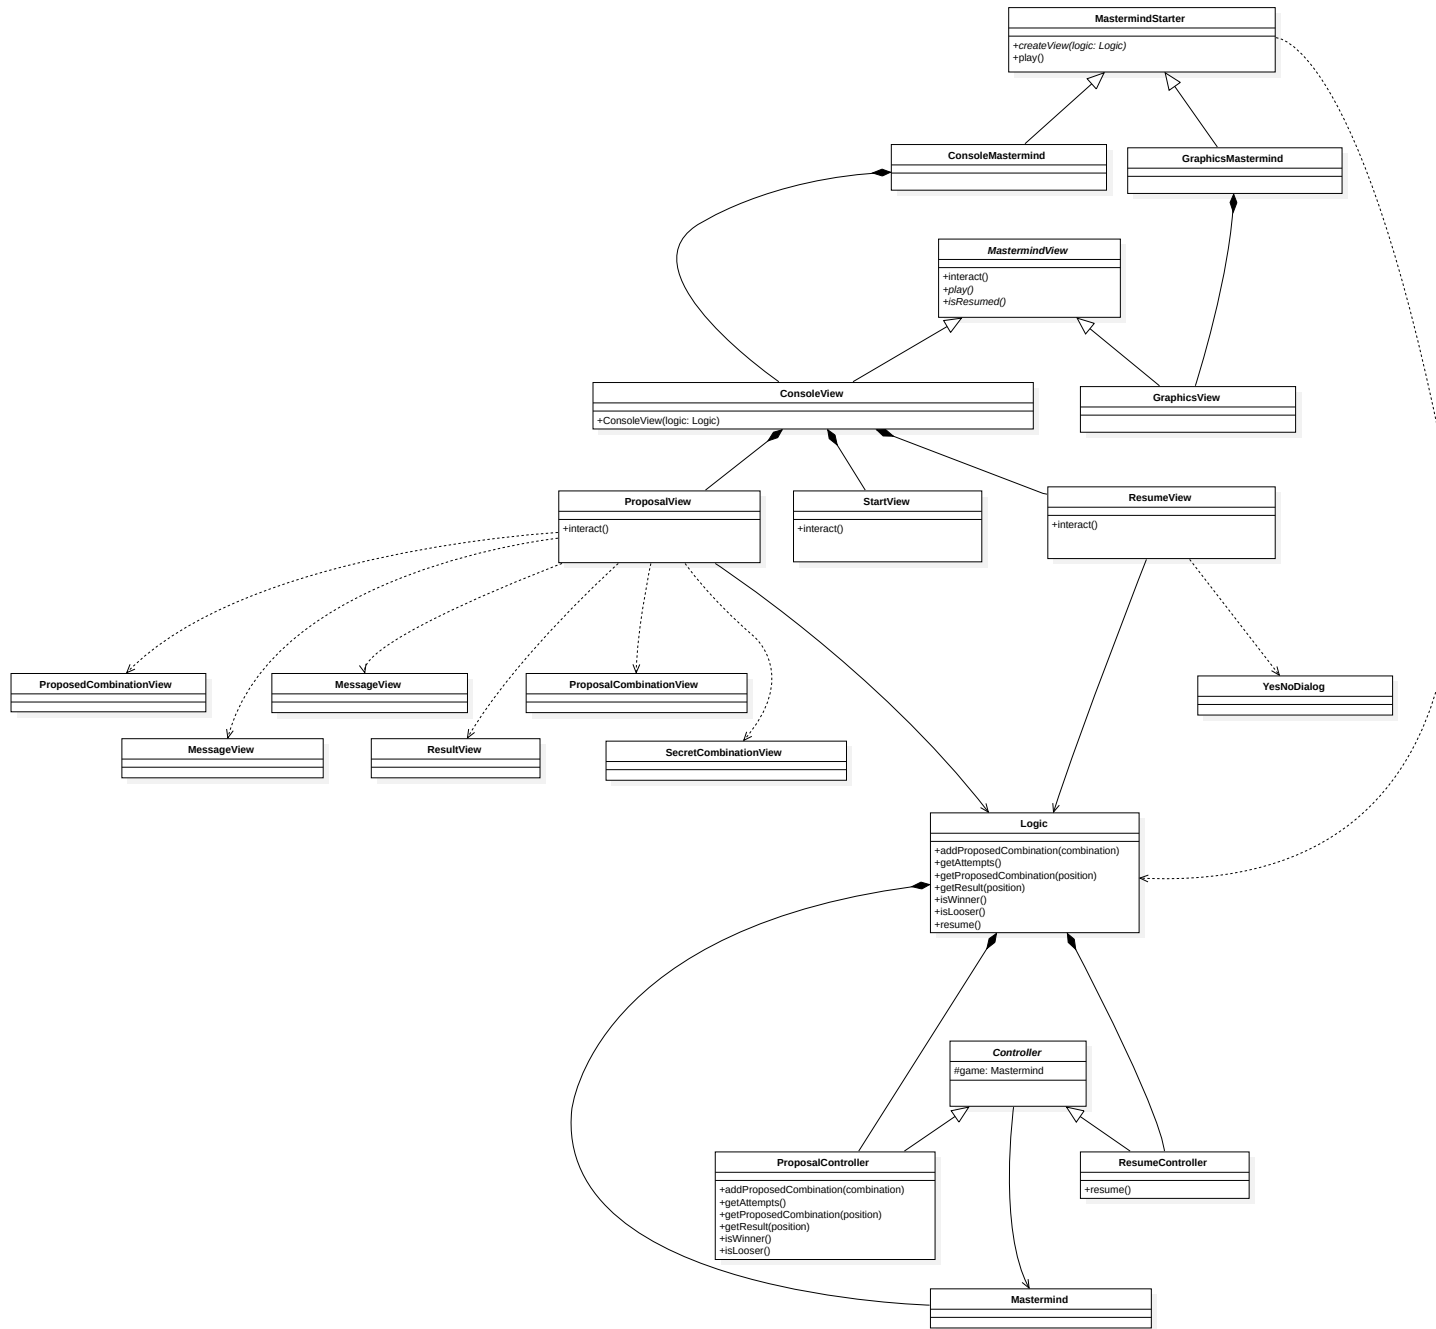 MastermindStarter
+createView(logic: Logic)
+play()
ConsoleMastermind
GraphicsMastermind
MastermindView
+interact()
+play()
+isResumed()
ConsoleView
+ConsoleView(logic: Logic)
GraphicsView
ProposalView
+interact()
StartView
+interact()
ResumeView
+interact()
ProposedCombinationView
MessageView
ProposalCombinationView
YesNoDialog
MessageView
ResultView
SecretCombinationView
Logic
+addProposedCombination(combination)
+getAttempts()
+getProposedCombination(position)
+getResult(position)
+isWinner()
+isLooser()
+resume()
Controller
#game: Mastermind
ProposalController
+addProposedCombination(combination)
+getAttempts()
+getProposedCombination(position)
+getResult(position)
+isWinner()
+isLooser()
ResumeController
+resume()
Mastermind